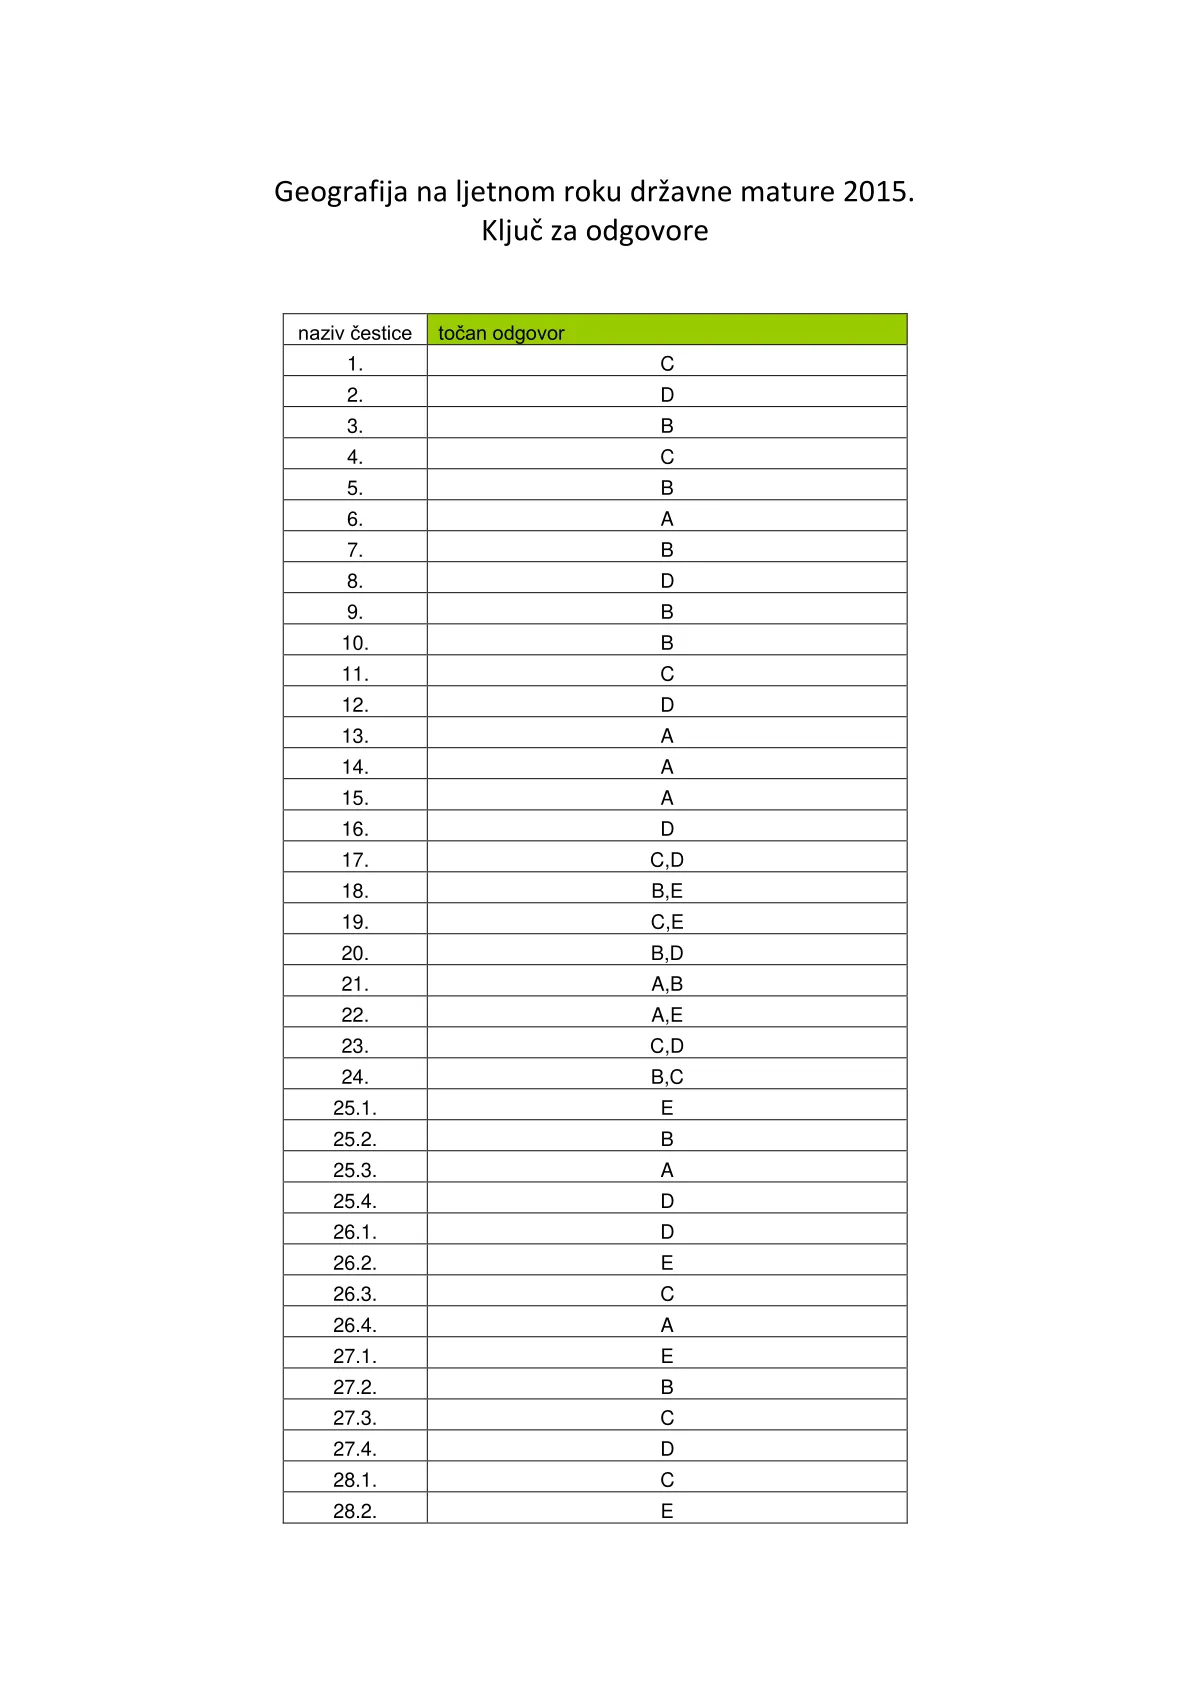 Geografija na ljetnom roku državne mature 2015.
Ključ za odgovore
naziv čestice točan odgovor
1. C
2. D
3. B
4. C
5. B
6. A
7. B
8. D
9. B
10. B
11. C
12. D
13. A
14. A
15. A
16. D
17. C,D
18. B,E
19. C,E
20. B,D
21. A,B
22. A,E
23. C,D
24. B,C
25.1. E
25.2. B
25.3. A
25.4. D
26.1. D
26.2. E
26.3. C
26.4. A
27.1. E
27.2. B
27.3. C
27.4. D
28.1. C
28.2. E